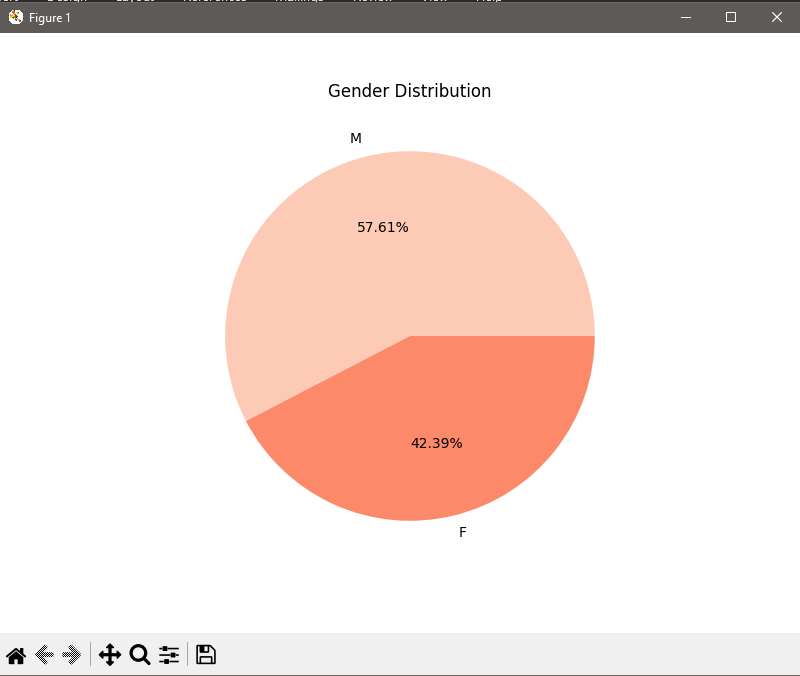 Figure 1
Gender Distribution
M
57.61%
42.39%
F